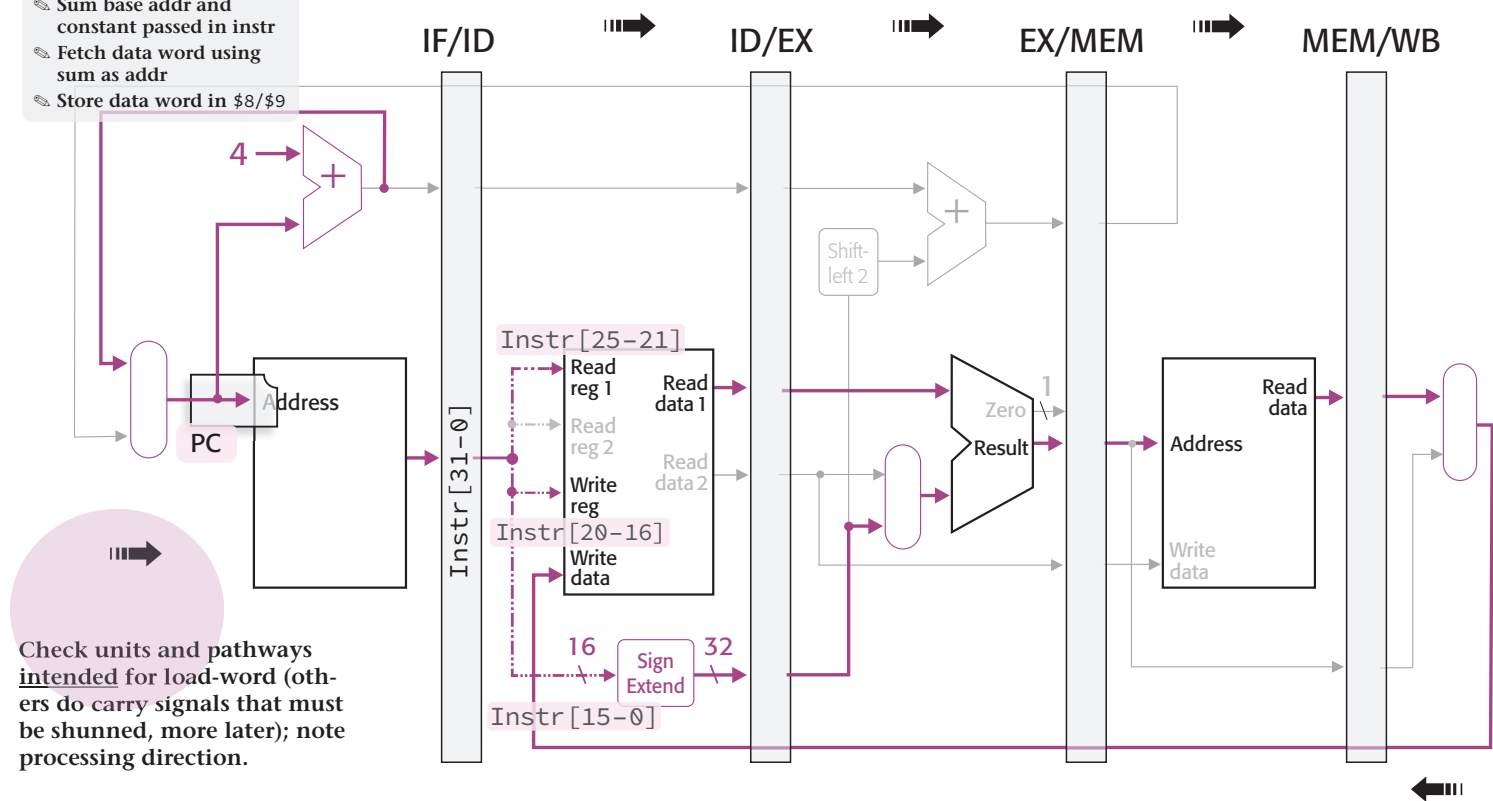 ✎ Sum base addr and
constant passed in instr
✎ Fetch data word using
sum as addr
✎ Store data word in $8/$9
IF/ID
ID/EX
EX/MEM
MEM/WB
4
+
+
Shift-
left 2
Instr[25–21]
Read
reg 1
Read
data 1
Read
reg 2
Read
data 2
Write
reg
Instr[20–16]
Write
data
Address
PC
Instr[31–0]
1
Zero
Result
Read
data
Address
Write
data
16
Sign
Extend
32
Instr[15–0]
Check units and pathways
intended for load-word (oth-
ers do carry signals that must
be shunned, more later); note
processing direction.